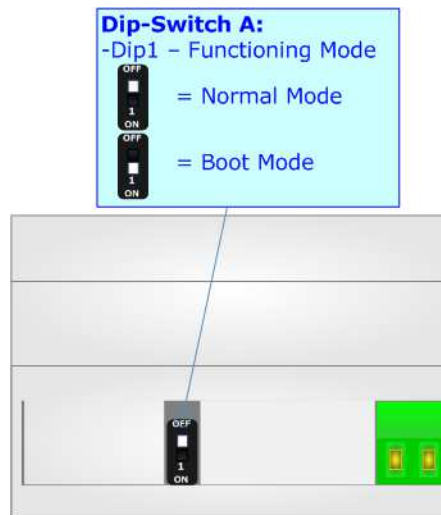 Dip-Switch A:
-Dip1 – Functioning Mode
OFF
= Normal Mode
1
ON
OFF
= Boot Mode
1
ON
OFF
1
ON